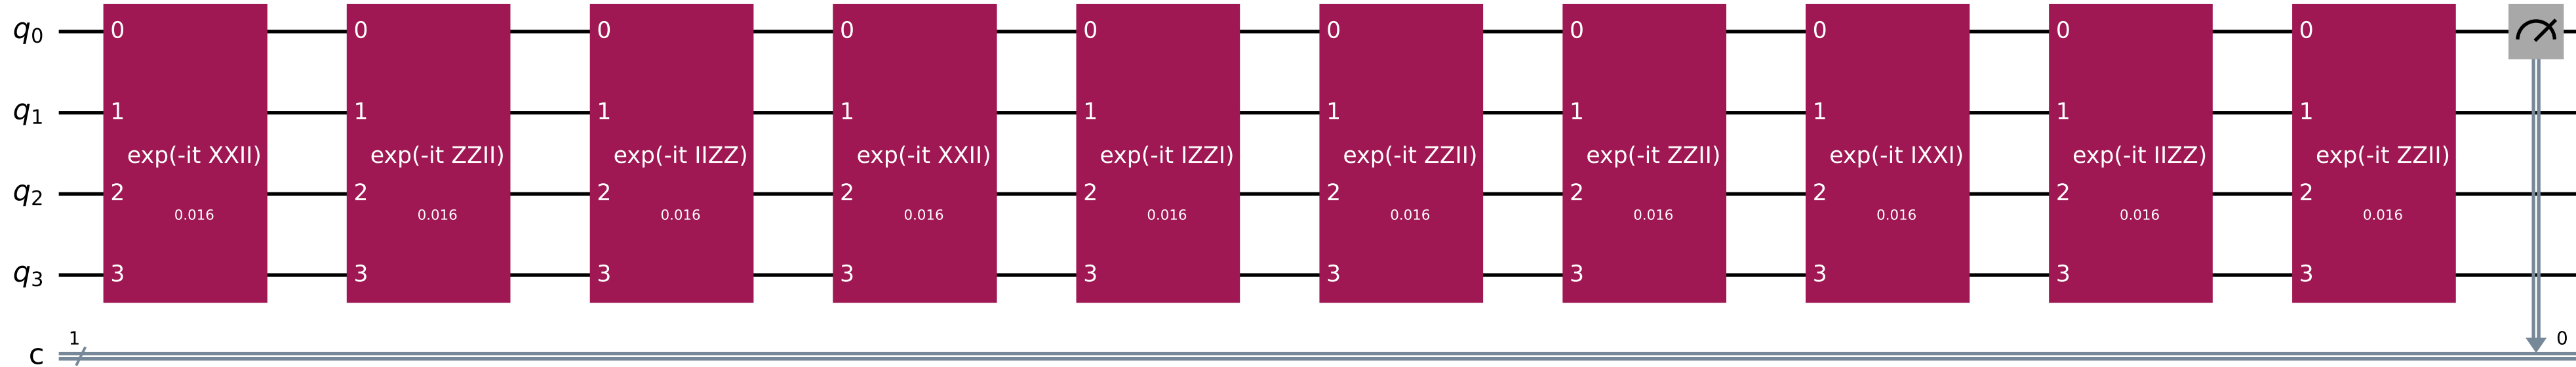 q0 0 0 0 0 0 0 0 0 0 0
q1 1 1 1 1 1 1 1 1 1 1
exp(-it XXII) exp(-it ZZII) exp(-it IIZZ) exp(-it XXII) exp(-it IZZI) exp(-it ZZII) exp(-it ZZII) exp(-it IXXI) exp(-it IIZZ) exp(-it ZZII)
q2 2 2 2 2 2 2 2 2 2 2
0.016 0.016 0.016 0.016 0.016 0.016 0.016 0.016 0.016 0.016
q3 3 3 3 3 3 3 3 3 3 3
1 0
c